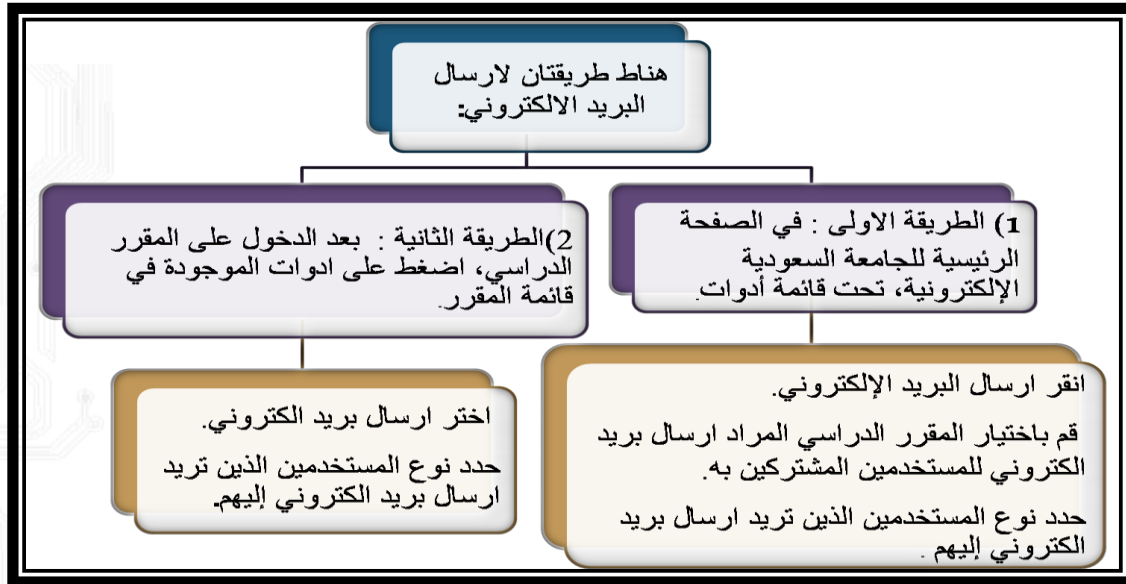 هناط طريقتان لارسال
البريد الالكتروني:
1) الطريقة الاولى : في الصفحة
الرئيسية للجامعة السعودية
الإلكترونية، تحت قائمة أدوات.
انقر ارسال البريد الإلكتروني.
قم باختيار المقرر الدراسي المراد ارسال بريد
الكتروني للمستخدمين المشتركين به.
حدد نوع المستخدمين الذين تريد ارسال بريد
الكتروني إليهم .
2)الطريقة الثانية : بعد الدخول على المقرر
الدراسي، اضغط على ادوات الموجودة في
قائمة المقرر.
اختر ارسال بريد الكتروني.
حدد نوع المستخدمين الذين تريد
ارسال بريد الكتروني إليهم.